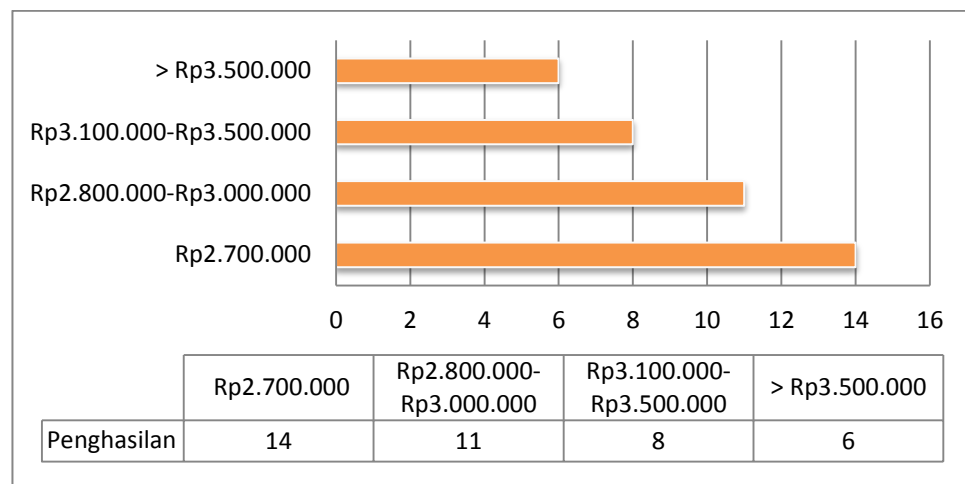 > Rp3.500.000
Rp3.100.000-Rp3.500.000
Rp2.800.000-Rp3.000.000
Rp2.700.000
0 2 4 6 8 10 12 14 16
Rp2.700.000 Rp2.800.000-Rp3.000.000 Rp3.100.000-Rp3.500.000 > Rp3.500.000
Penghasilan 14 11 8 6